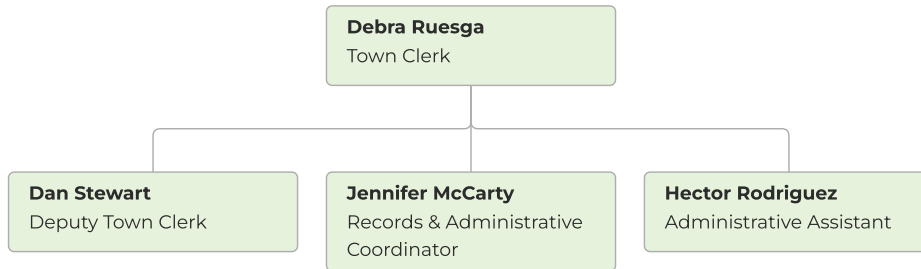 Debra Ruesga
Town Clerk
Dan Stewart
Deputy Town Clerk
Jennifer McCarty
Records & Administrative
Coordinator
Hector Rodriguez
Administrative Assistant